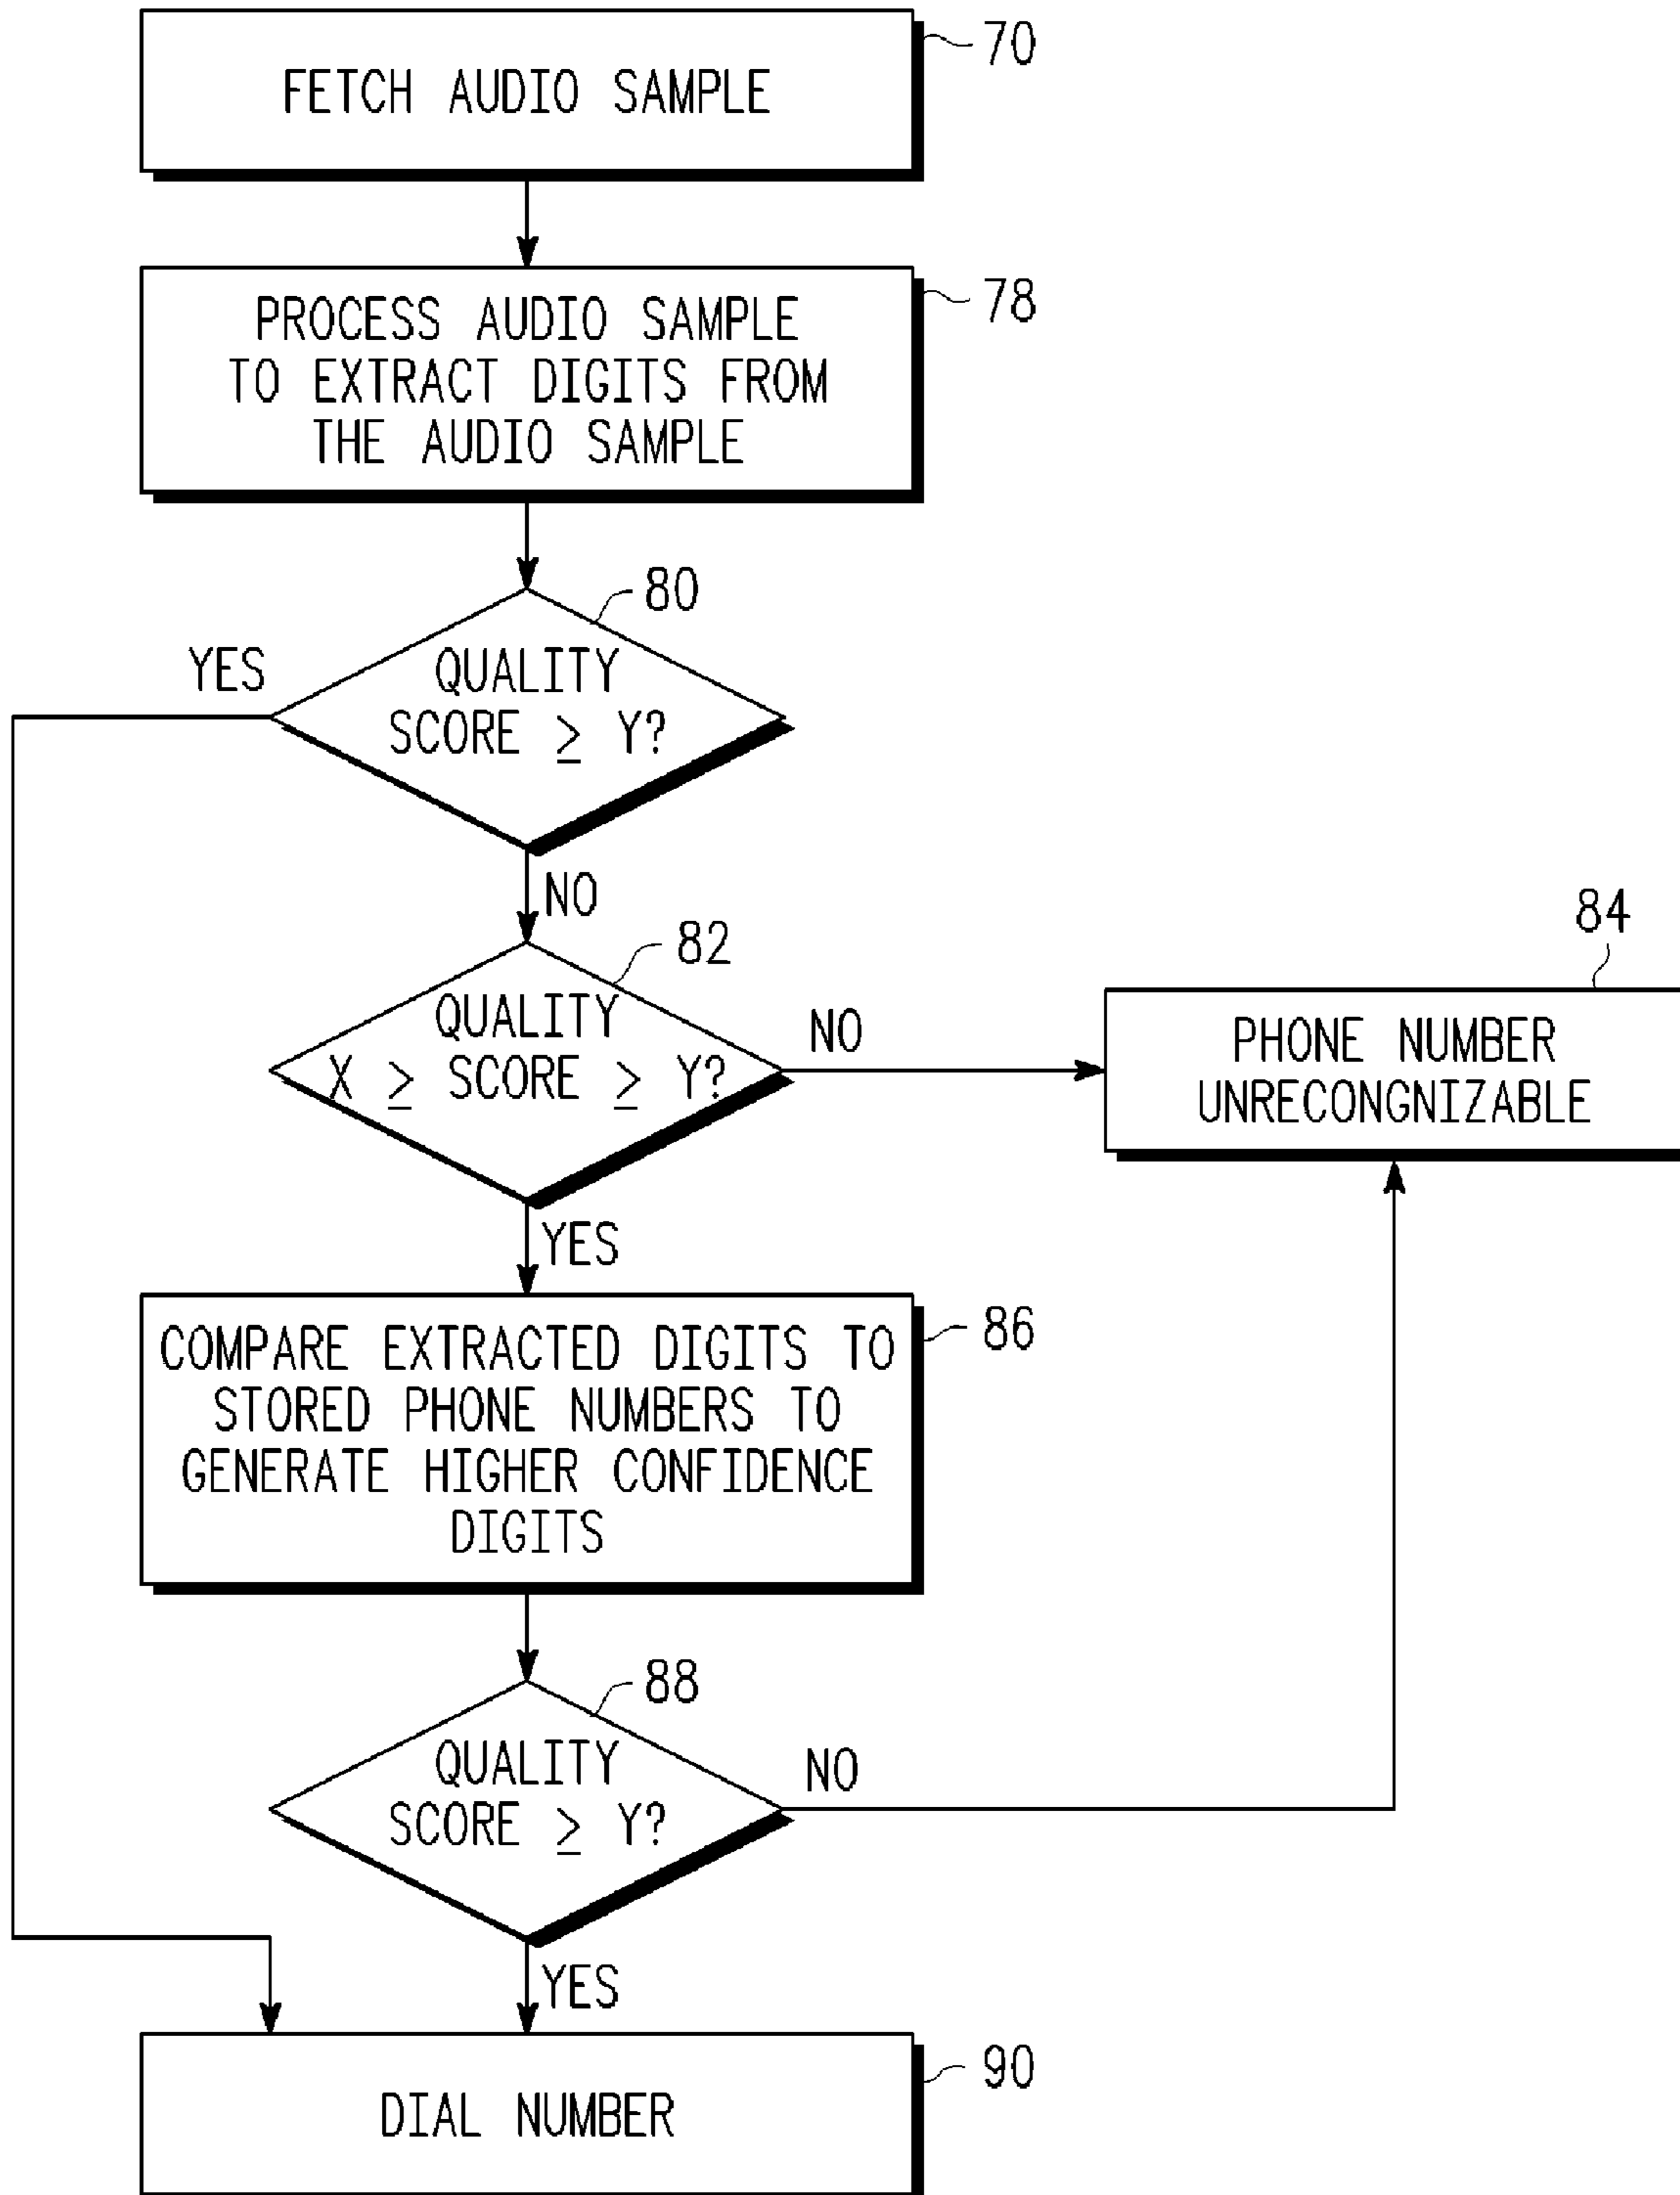 FETCH AUDIO SAMPLE
70
PROCESS AUDIO SAMPLE
TO EXTRACT DIGITS FROM
THE AUDIO SAMPLE
78
80
YES
QUALITY
SCORE ≥ Y?
NO
82
QUALITY
X ≥ SCORE ≥ Y?
NO
84
PHONE NUMBER
UNRECONGNIZABLE
YES
COMPARE EXTRACTED DIGITS TO
STORED PHONE NUMBERS TO
GENERATE HIGHER CONFIDENCE
DIGITS
86
88
QUALITY
SCORE ≥ Y?
NO
YES
DIAL NUMBER
90